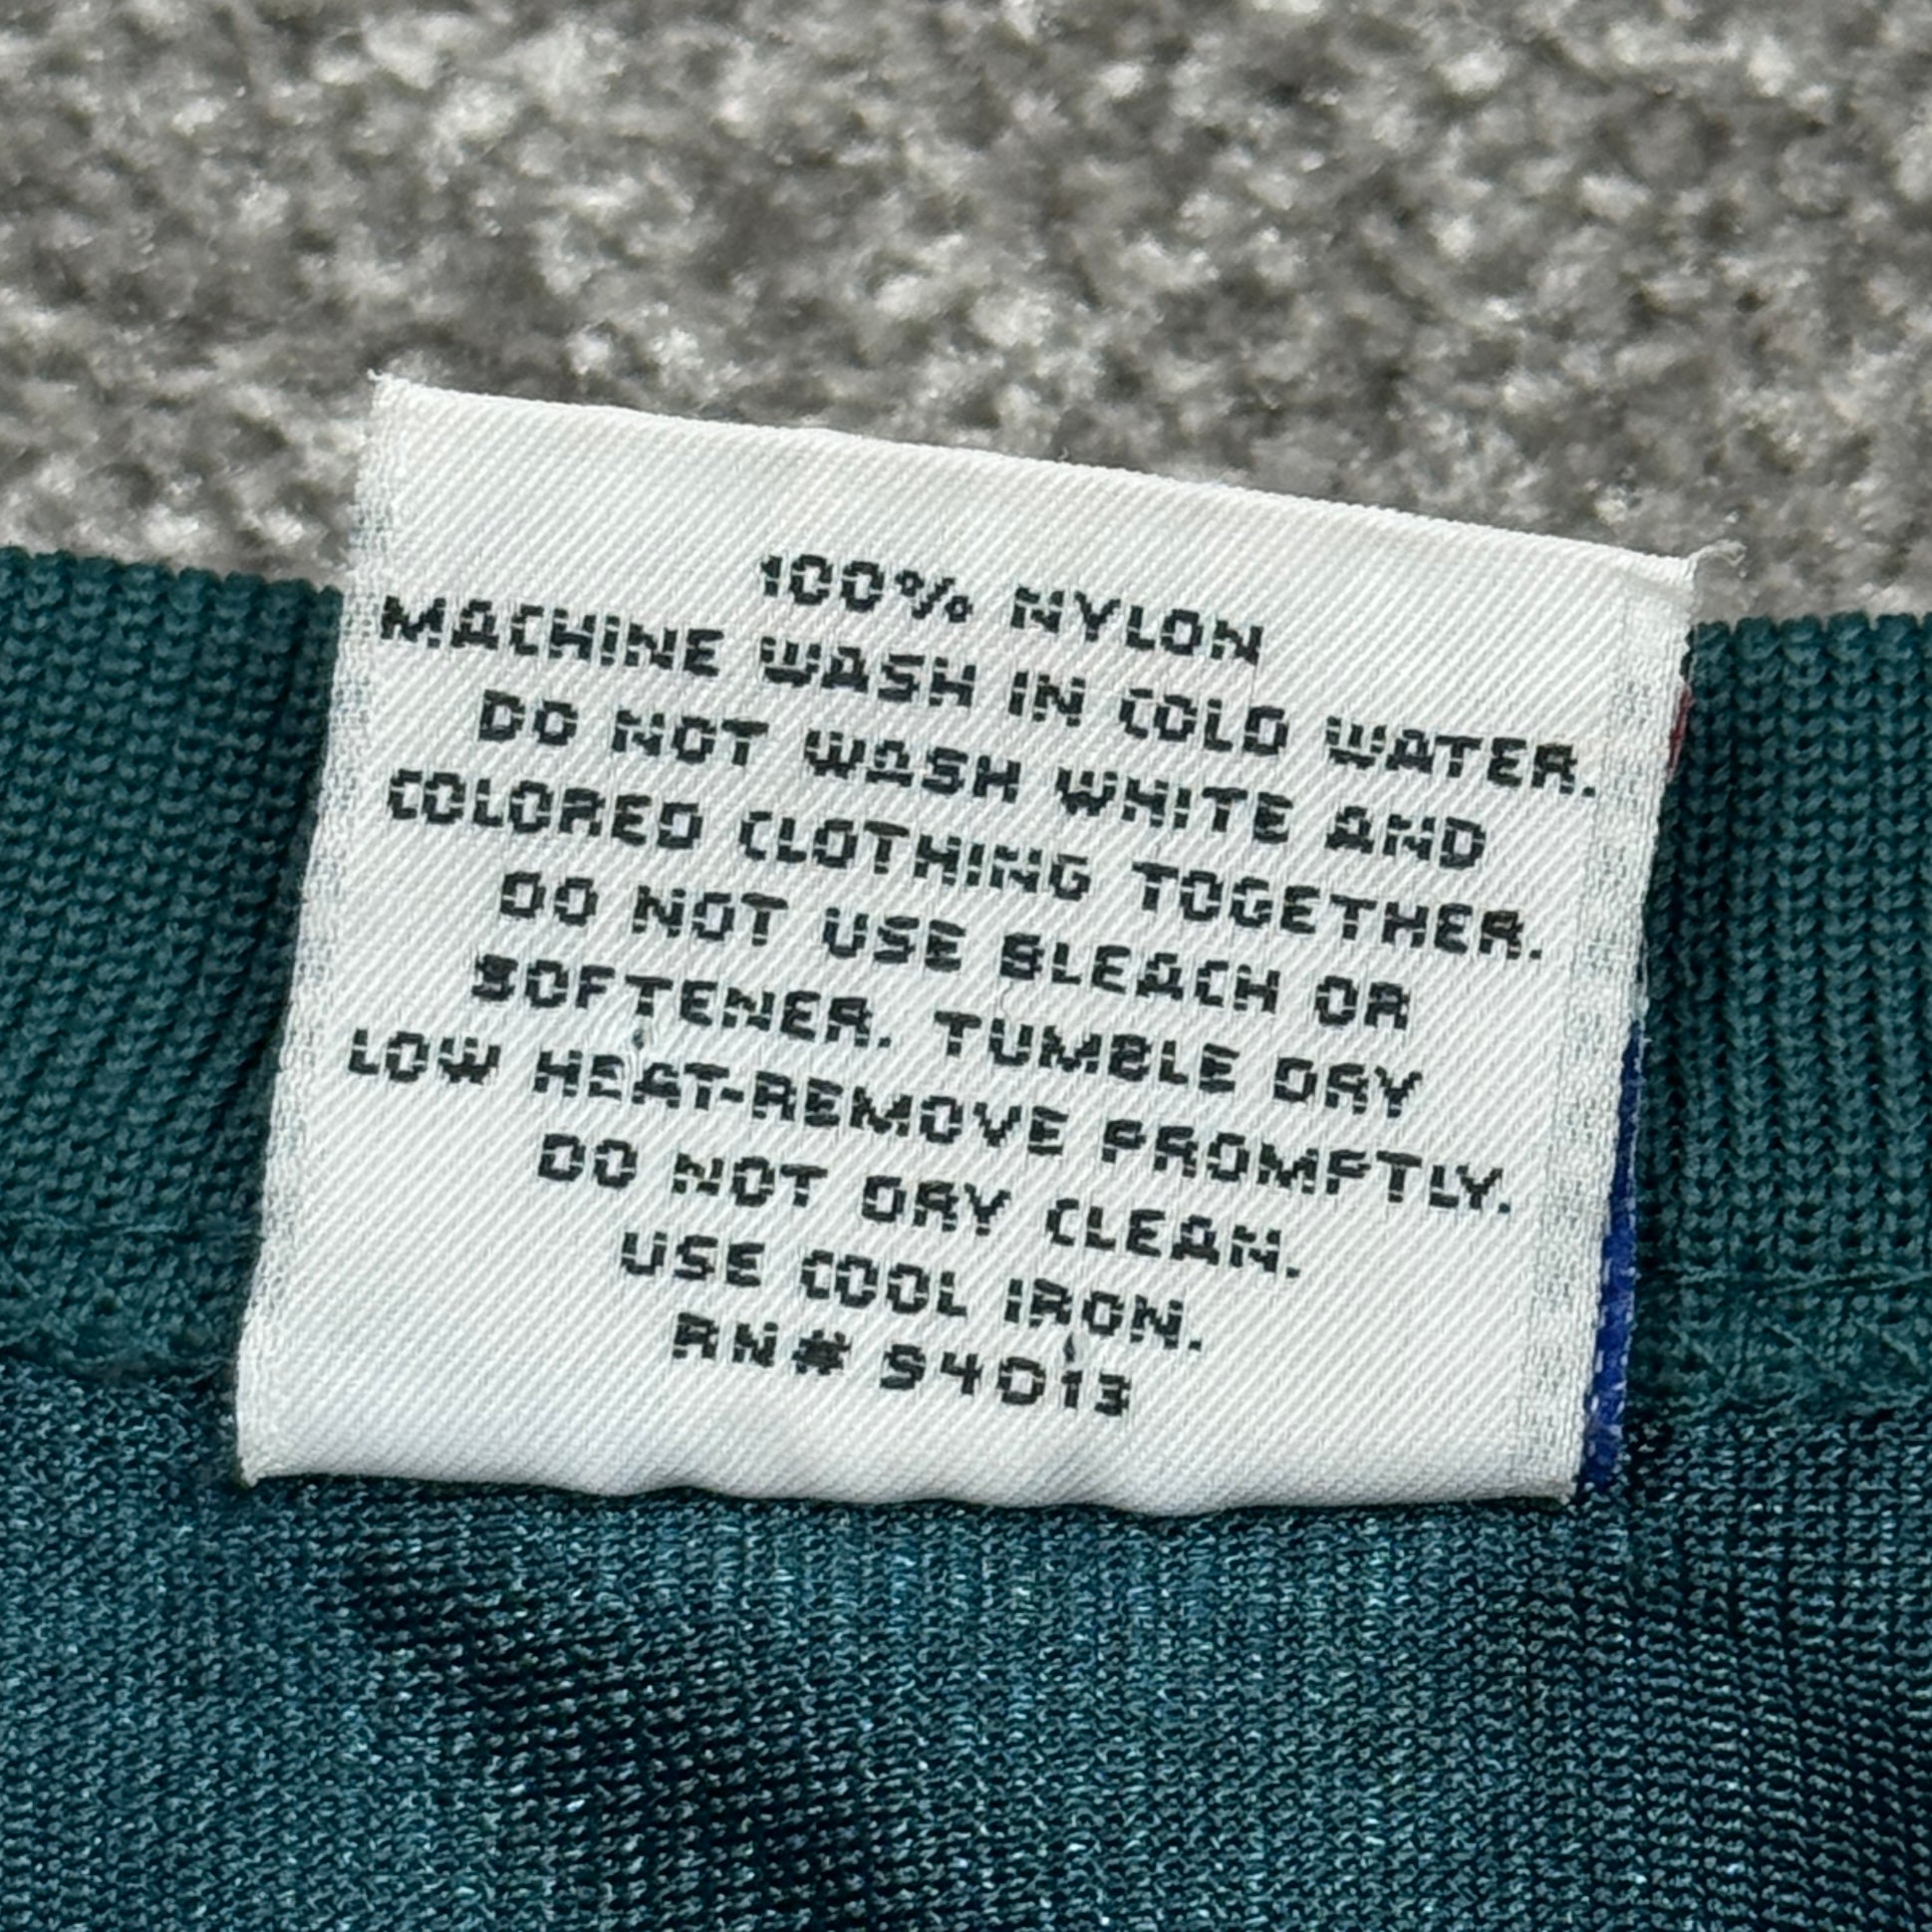 100% NYLON
MACHINE WASH IN COLD WATER.
DO NOT WASH WHITE AND
COLORED CLOTHING TOGETHER.
DO NOT USE BLEACH OR
SOFTENER. TUMBLE DRY
LOW HEAT-REMOVE PROMPTLY.
DO NOT DRY CLEAN.
USE COOL IRON.
RN# 94013